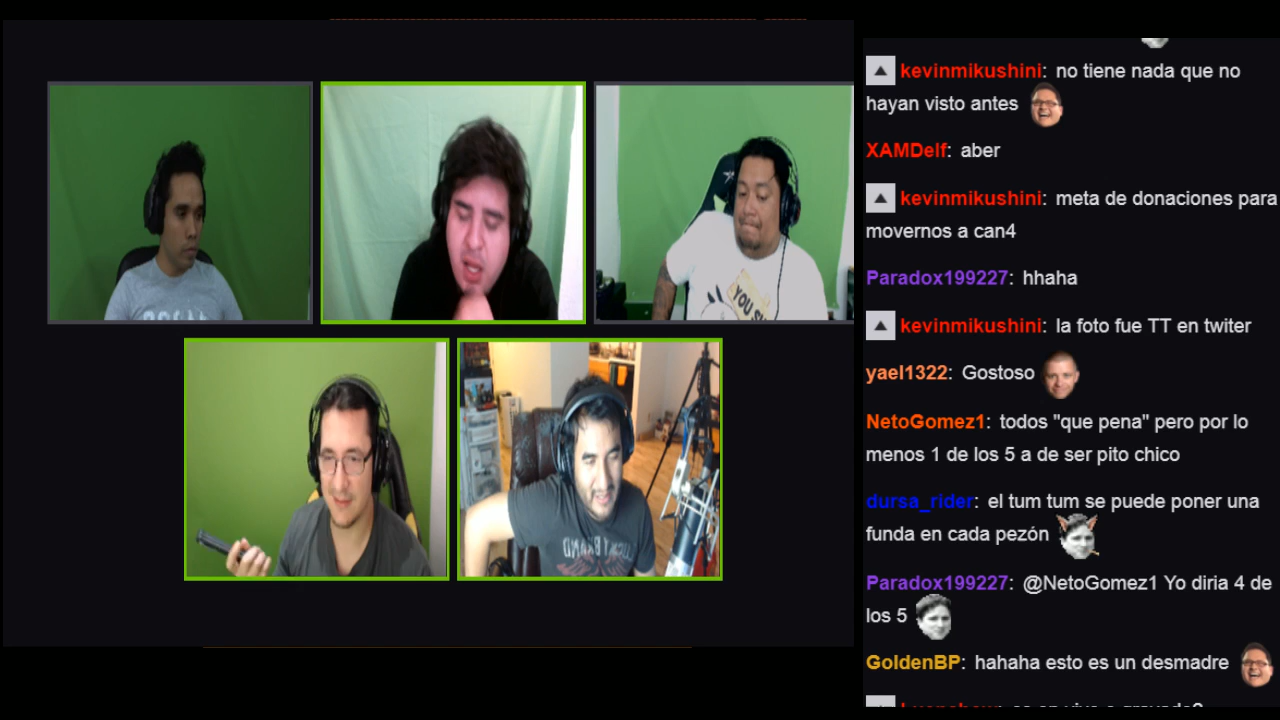 kevinmikushini: no tiene nada que no
hayan visto antes
XAMDelf: aber
kevinmikushini: meta de donaciones para
movernos a can4
Paradox199227: hhaha
kevinmikushini: la foto fue TT en twiter
yael1322: Gostoso
NetoGomez1: todos "que pena" pero por lo
menos 1 de los 5 a de ser pito chico
dursa_rider: el tum tum se puede poner una
funda en cada pezón
Paradox199227: @NetoGomez1 Yo diria 4 de
los 5
GoldenBP: hahaha esto es un desmadre
YOU